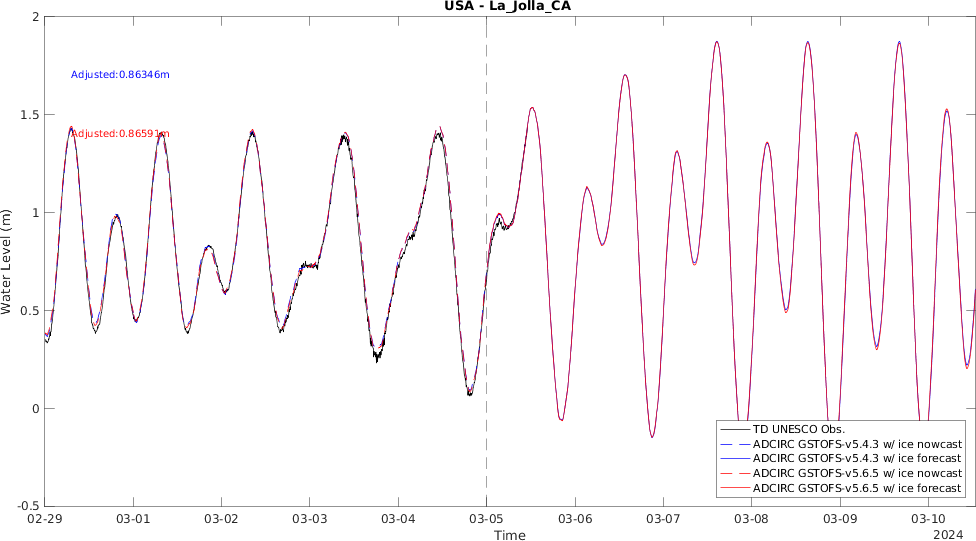 USA - La_Jolla_CA
2
Adjusted:0.86346m
1.5
Adjusted:0.86591m
1
Water Level (m)
0.5
0
TD UNESCO Obs.
ADCIRC GSTOFS-v5.4.3 w/ ice nowcast
ADCIRC GSTOFS-v5.4.3 w/ ice forecast
ADCIRC GSTOFS-v5.6.5 w/ ice nowcast
ADCIRC GSTOFS-v5.6.5 w/ ice forecast
-0.5
02-29 03-01 03-02 03-03 03-04 03-05 03-06 03-07 03-08 03-09 03-10
Time
2024